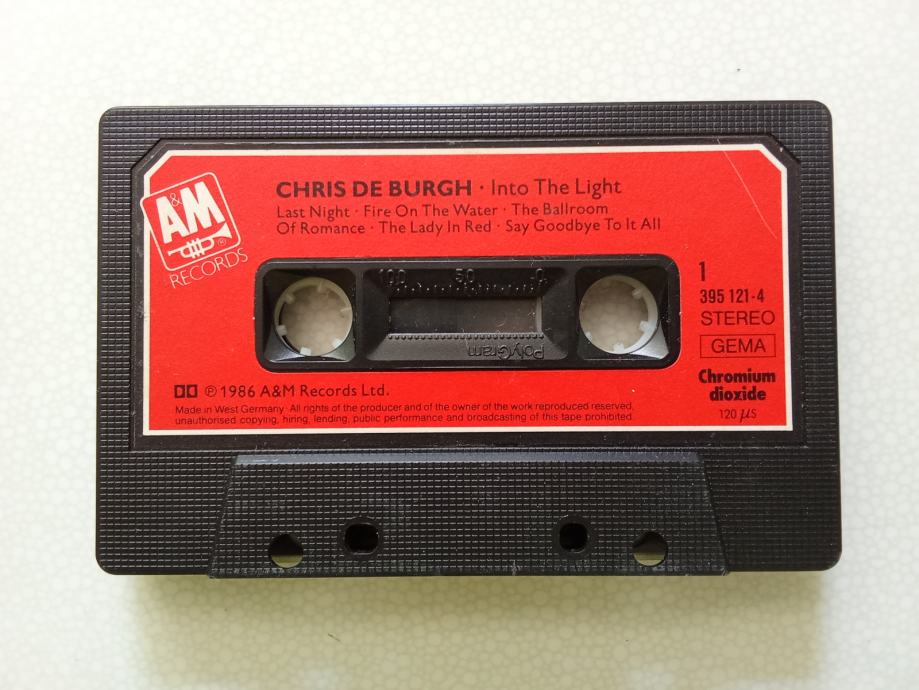 CHRIS DE BURGH · Into The Light
Last Night · Fire On The Water · The Ballroom
Of Romance · The Lady In Red · Say Goodbye To It All
A&M
®
RECORDS
100 50 0
PolyGram
1
395 121-4
STEREO
GEMA
Chromium
dioxide
120 µS
℗ 1986 A&M Records Ltd.
Made in West Germany · All rights of the producer and of the owner of the work reproduced reserved,
unauthorised copying, hiring, lending, public performance and broadcasting of this tape prohibited